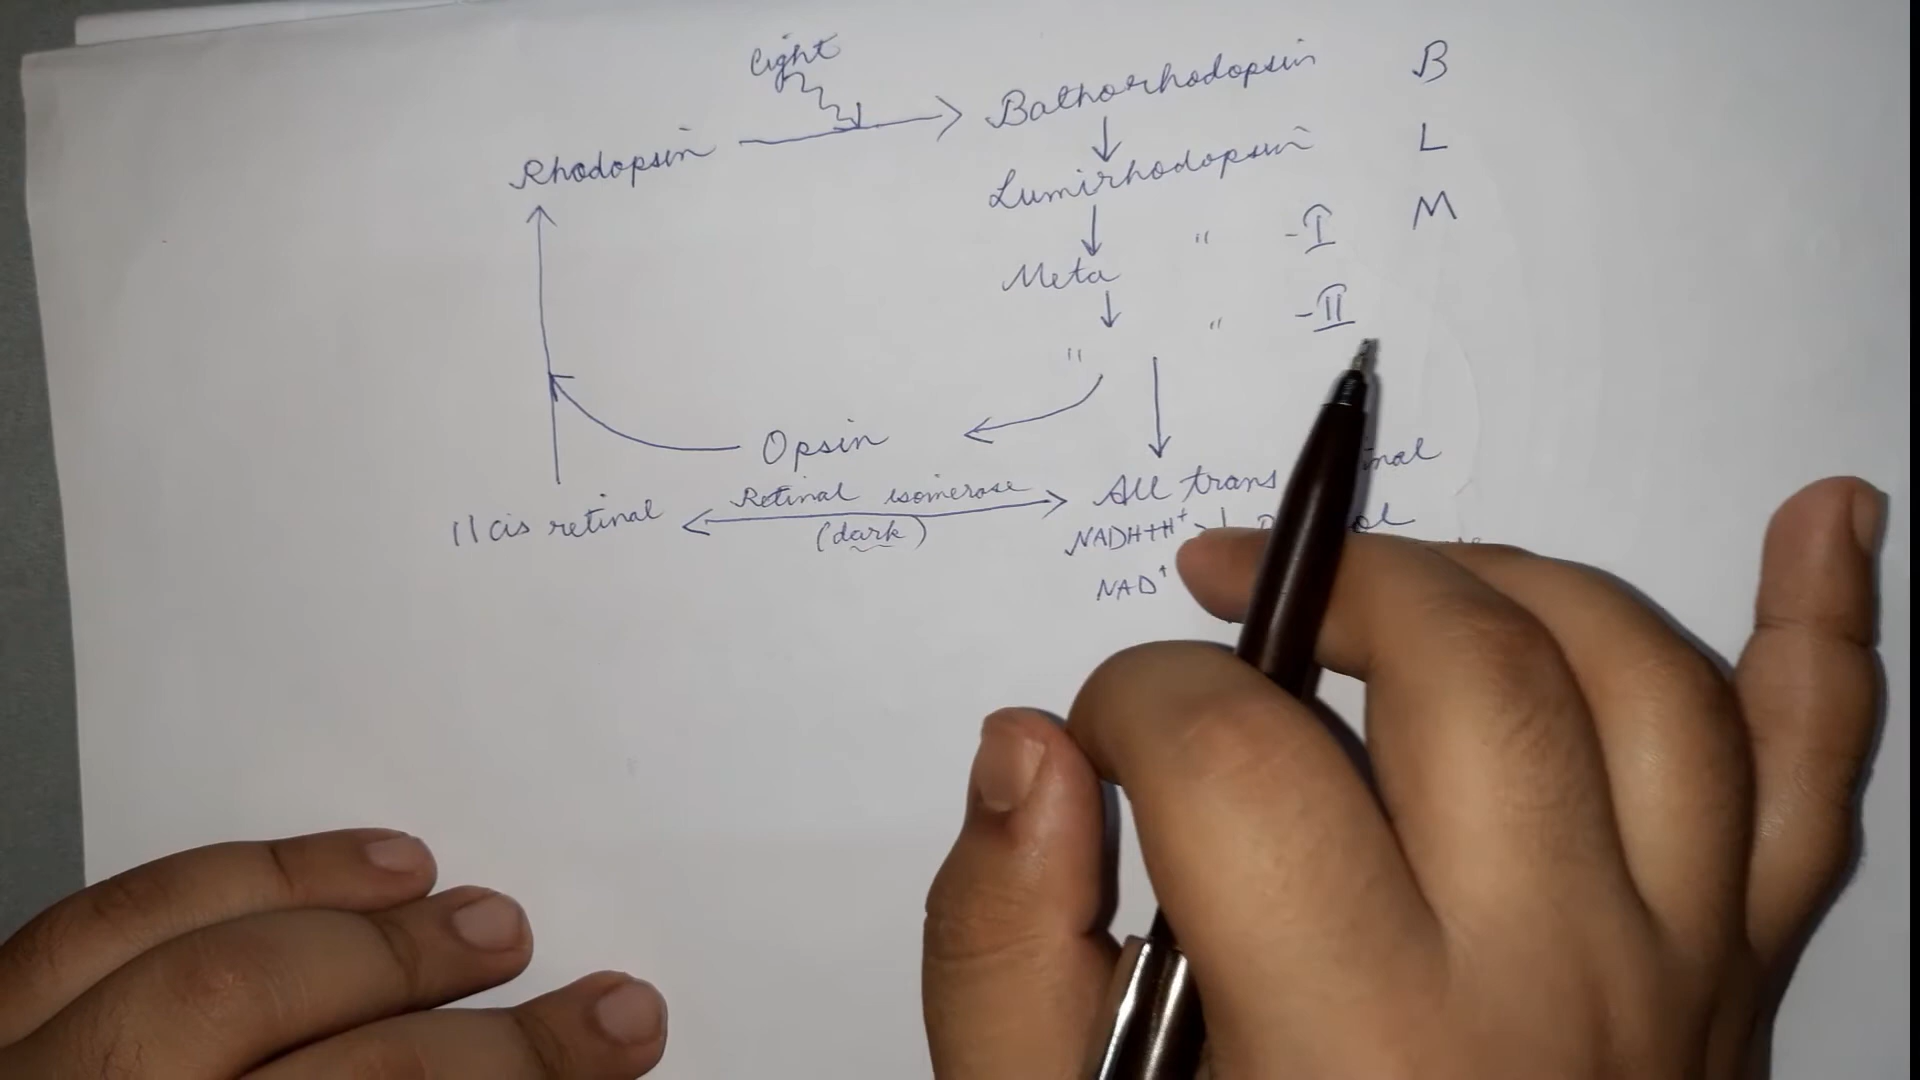 light
Rhodopsin
Bathorhodopsin B
Lumirhodopsin L
Meta " - I M
" " - II
Opsin
11 cis retinal
Retinal isomerase
(dark)
All trans
NADH+H+
NAD+